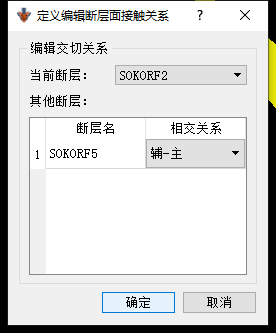 定义编辑断层面接触关系 ?
编辑交切关系
当前断层： SOKORF2
其他断层：
断层名 相交关系
1 SOKORF5 辅-主
确定 取消